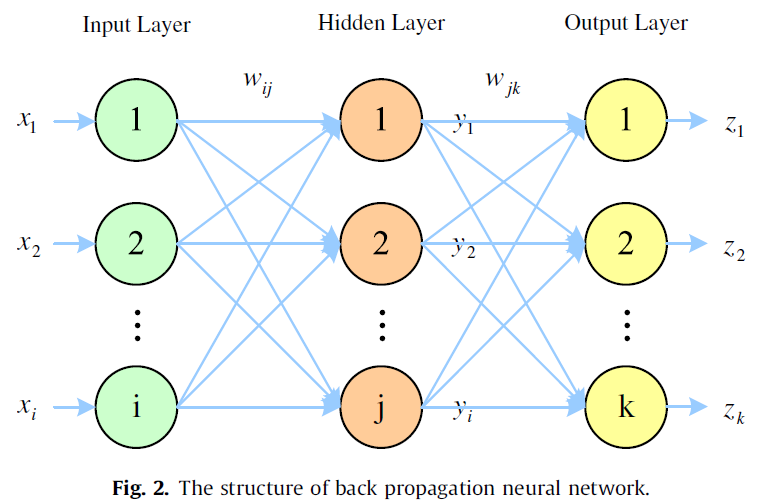 Input Layer Hidden Layer Output Layer
w_ij w_jk
x_1 1 1 y_1 1 z_1
x_2 2 2 y_2 2 z_2
⋮ ⋮ ⋮
x_i i j y_i k z_k
Fig. 2. The structure of back propagation neural network.